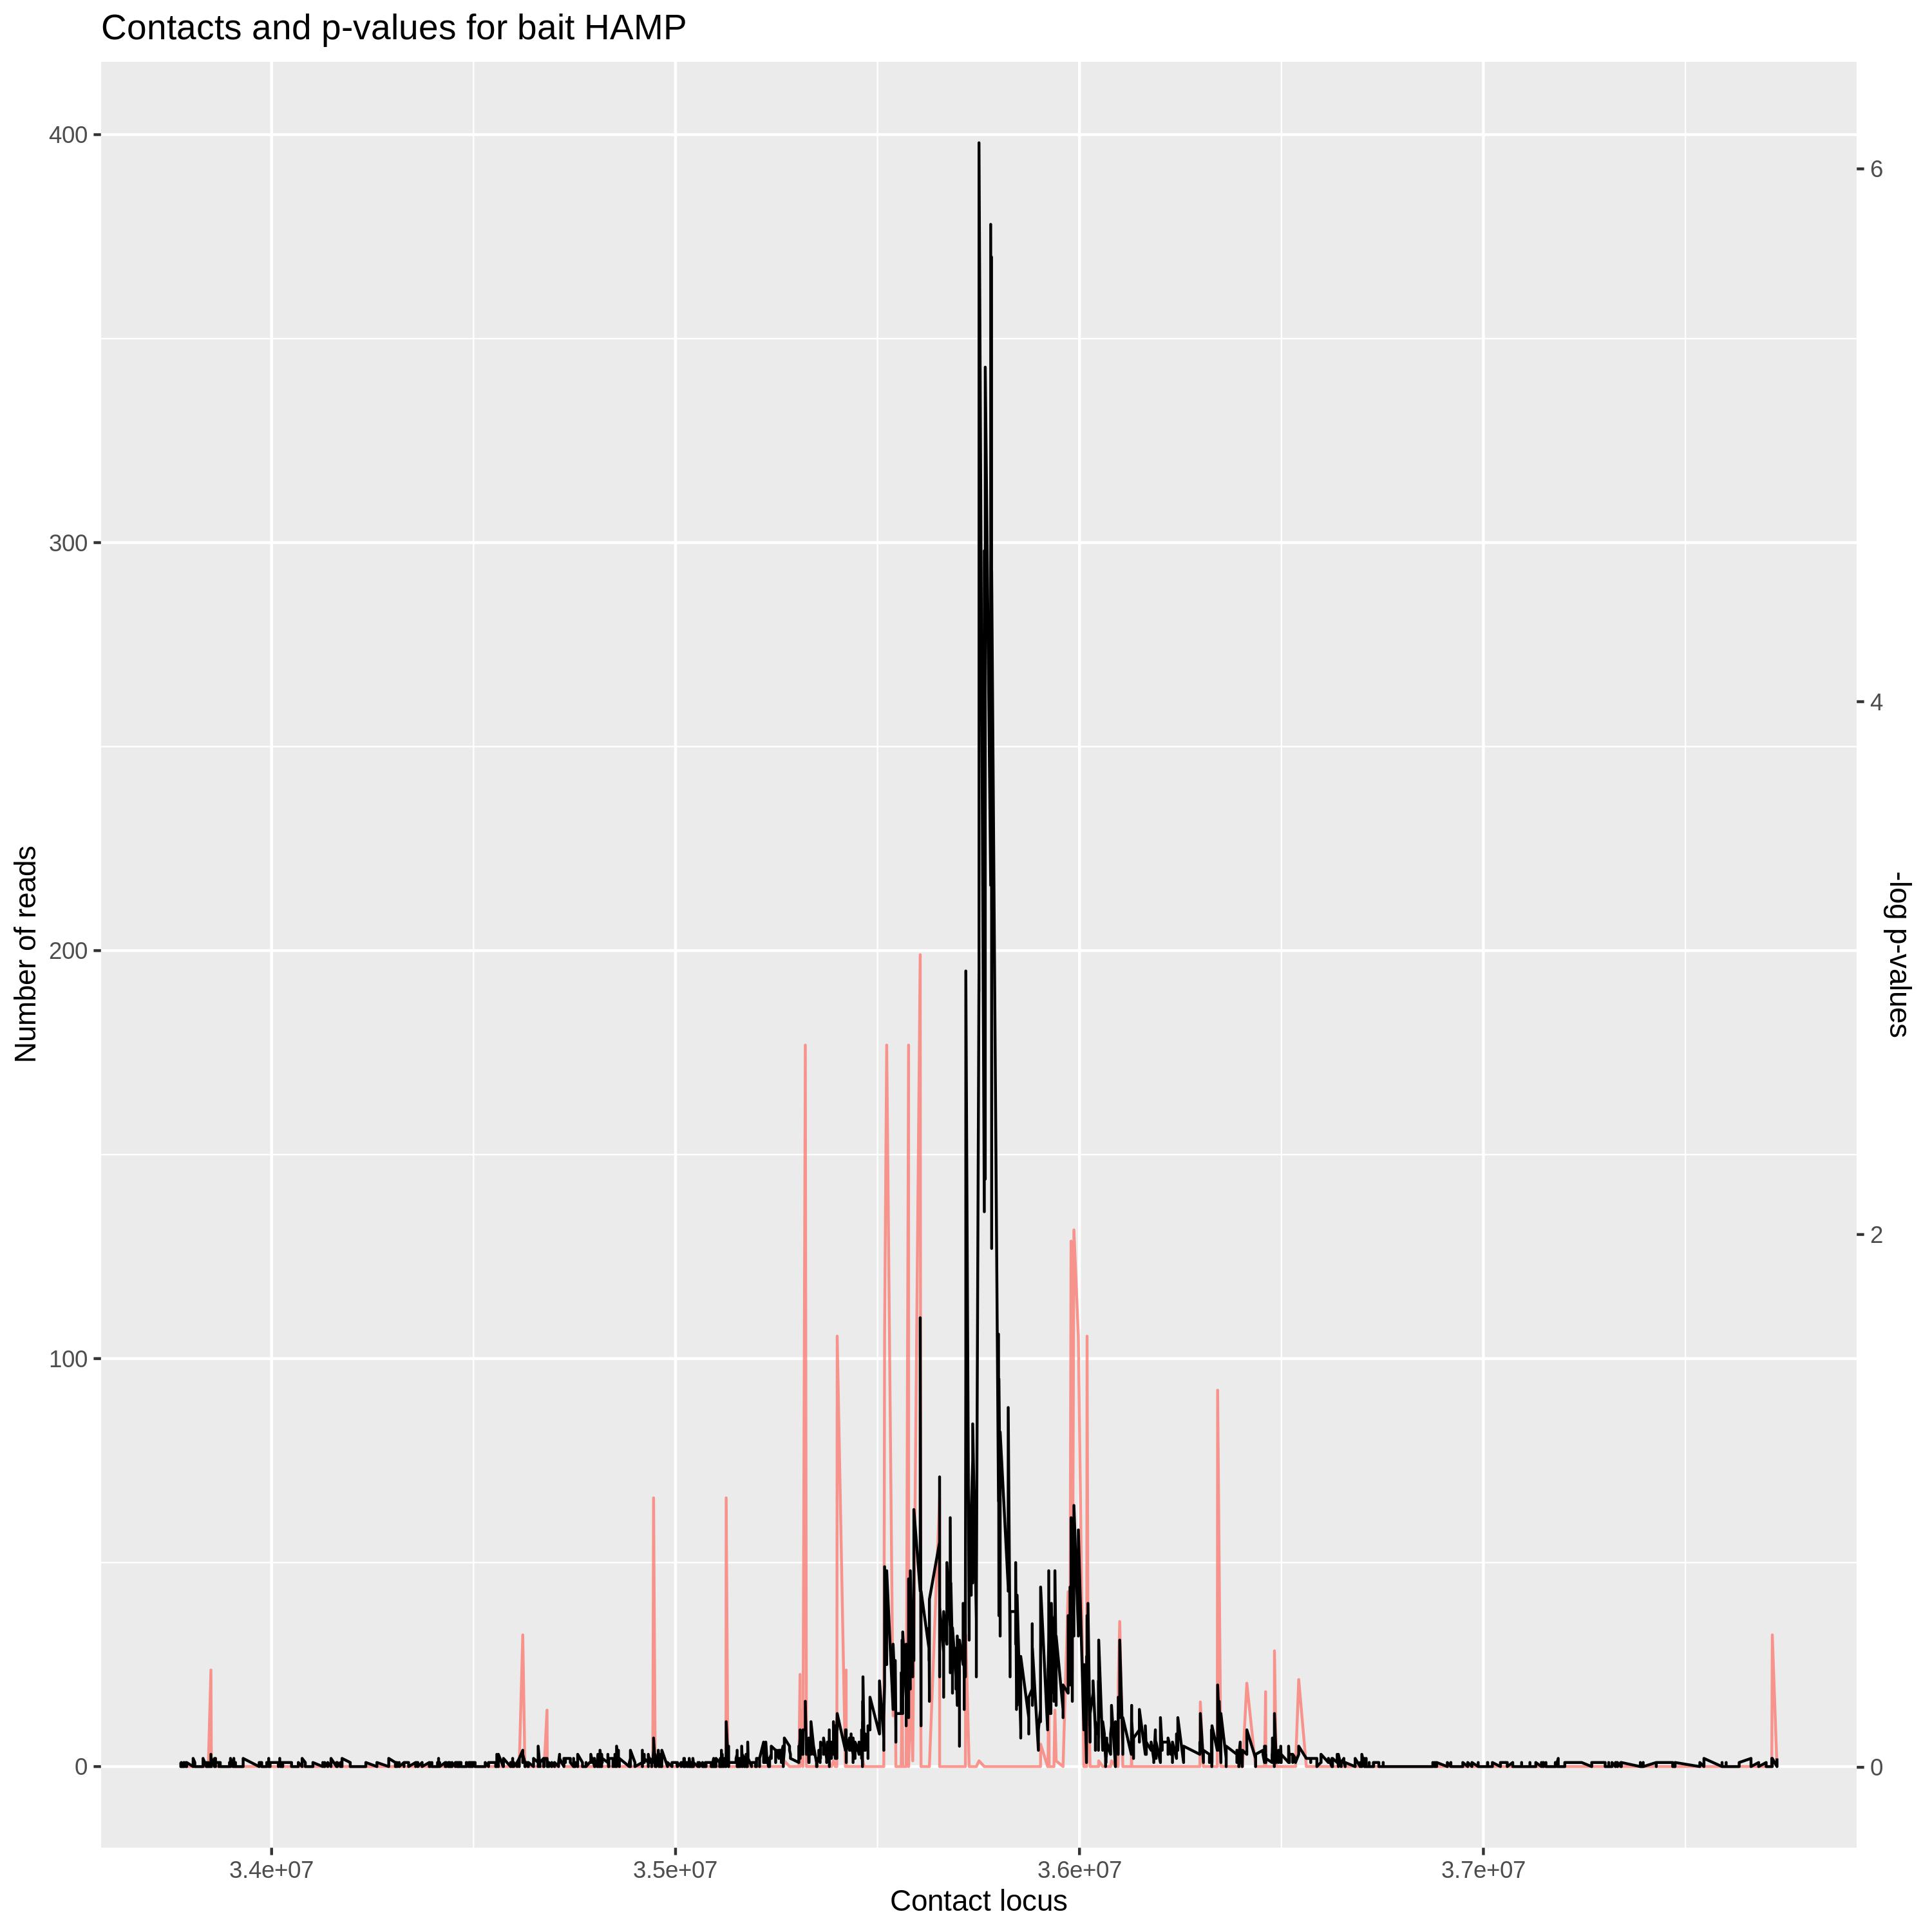 Contacts and p-values for bait HAMP
400
300
200
100
0
Number of reads
6
4
2
0
-log p-values
3.4e+07
3.5e+07
3.6e+07
3.7e+07
Contact locus